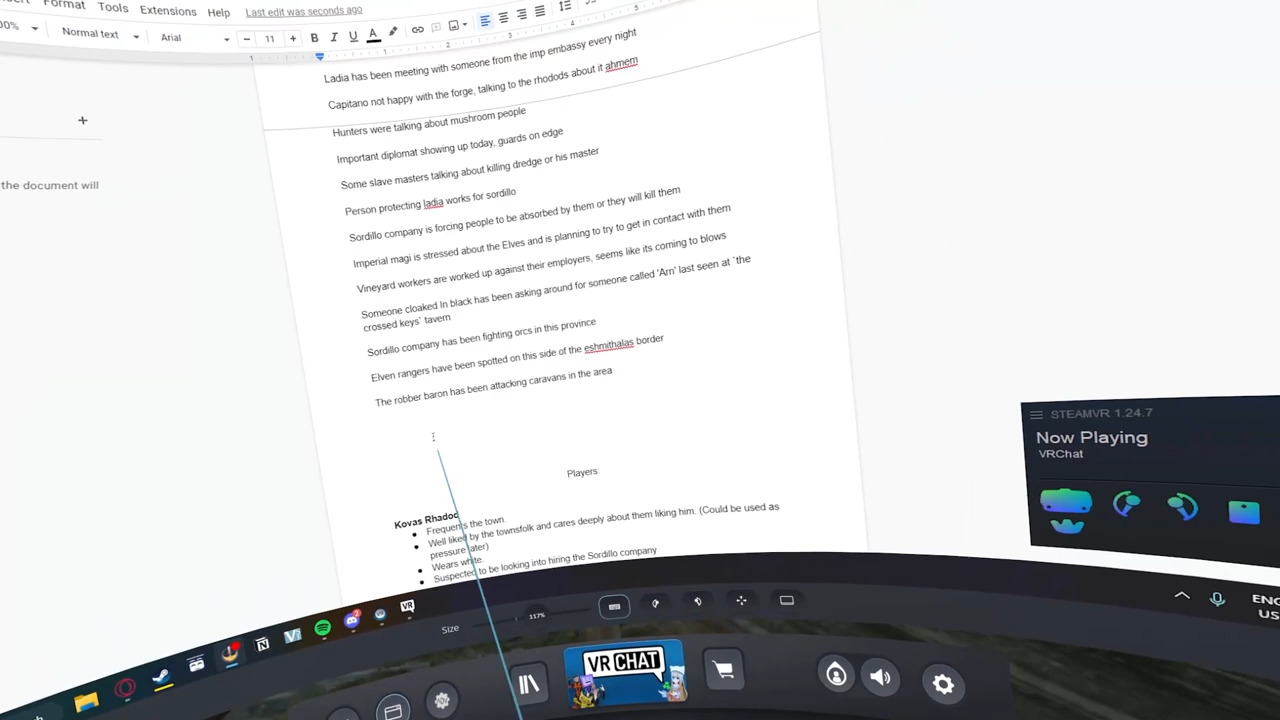 Format Tools Extensions Help Last edit was seconds ago
Normal text Arial 11 B I U A
1 1 2 3 4 5
Ladia has been meeting with someone from the imp embassy every night
Capitano not happy with the forge, talking to the rhodods about it ahmem
Hunters were talking about mushroom people
the document will
Important diplomat showing up today, guards on edge
Some slave masters talking about killing dredge or his master
Person protecting ladia works for sordillo
Sordillo company is forcing people to be absorbed by them or they will kill them
Imperial magi is stressed about the Elves and is planning to try to get in contact with them
Vineyard workers are worked up against their employers, seems like its coming to blows
Someone cloaked In black has been asking around for someone called 'Arn' last seen at `the
crossed keys` tavern
Sordillo company has been fighting orcs in this province
Elven rangers have been spotted on this side of the eshmithalas border
The robber baron has been attacking caravans in the area
Players:
Kovas Rhadod
Frequents the town.
Well liked by the townsfolk and cares deeply about them liking him. (Could be used as
pressure later)
Wears white.
Suspected to be looking into hiring the Sordillo company
STEAMVR 1.24.7
Now Playing
VRChat
Size 117%
VR CHAT
ENG
US